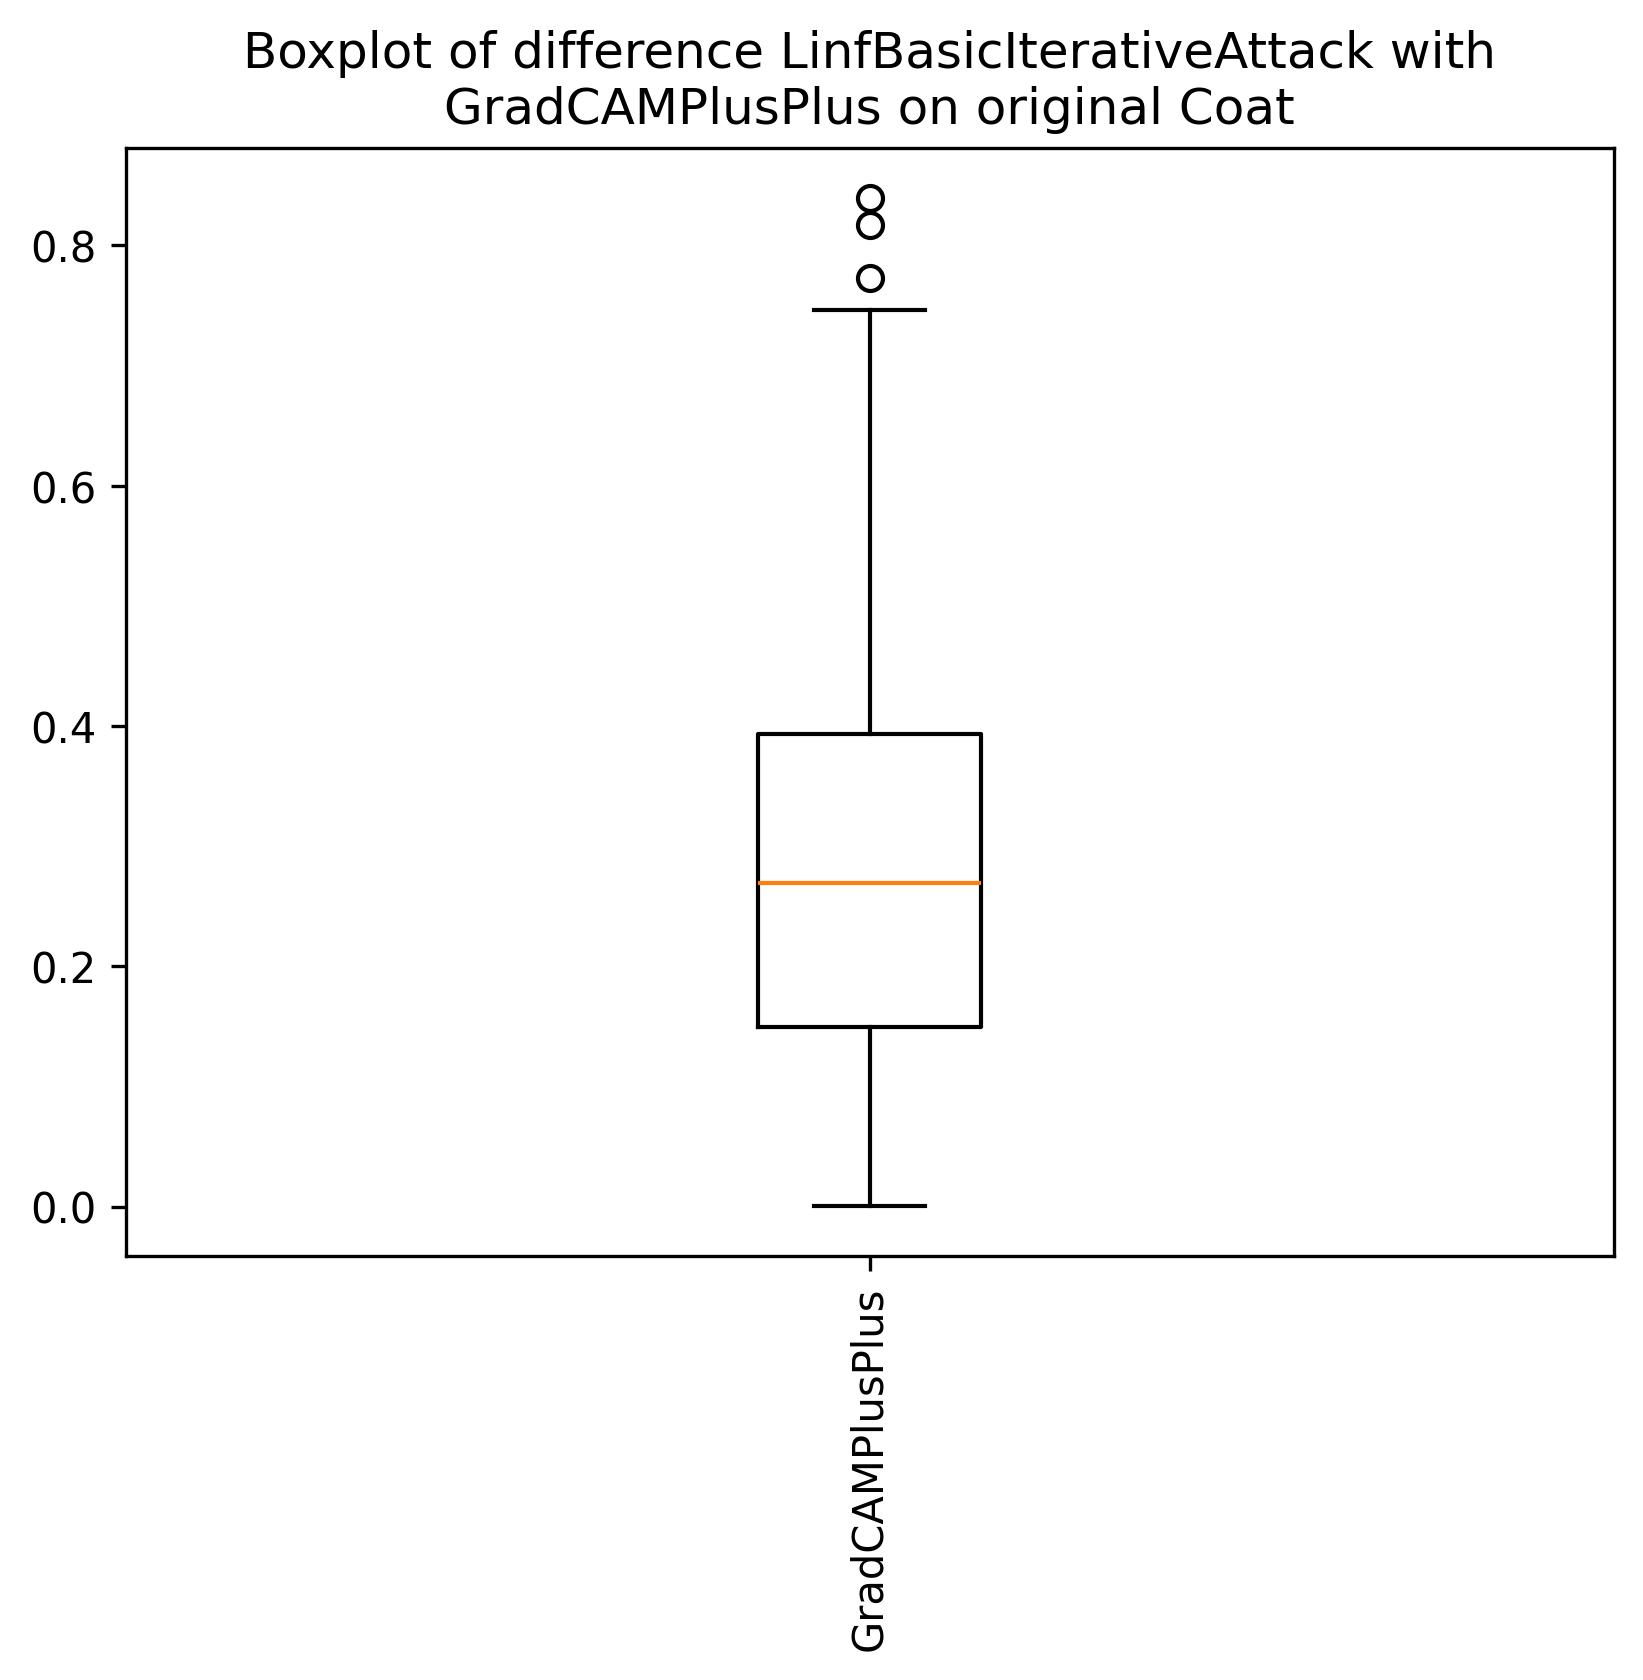 Boxplot of difference LinfBasicIterativeAttack with
GradCAMPlusPlus on original Coat
0.8
0.6
0.4
0.2
0.0
GradCAMPlusPlus